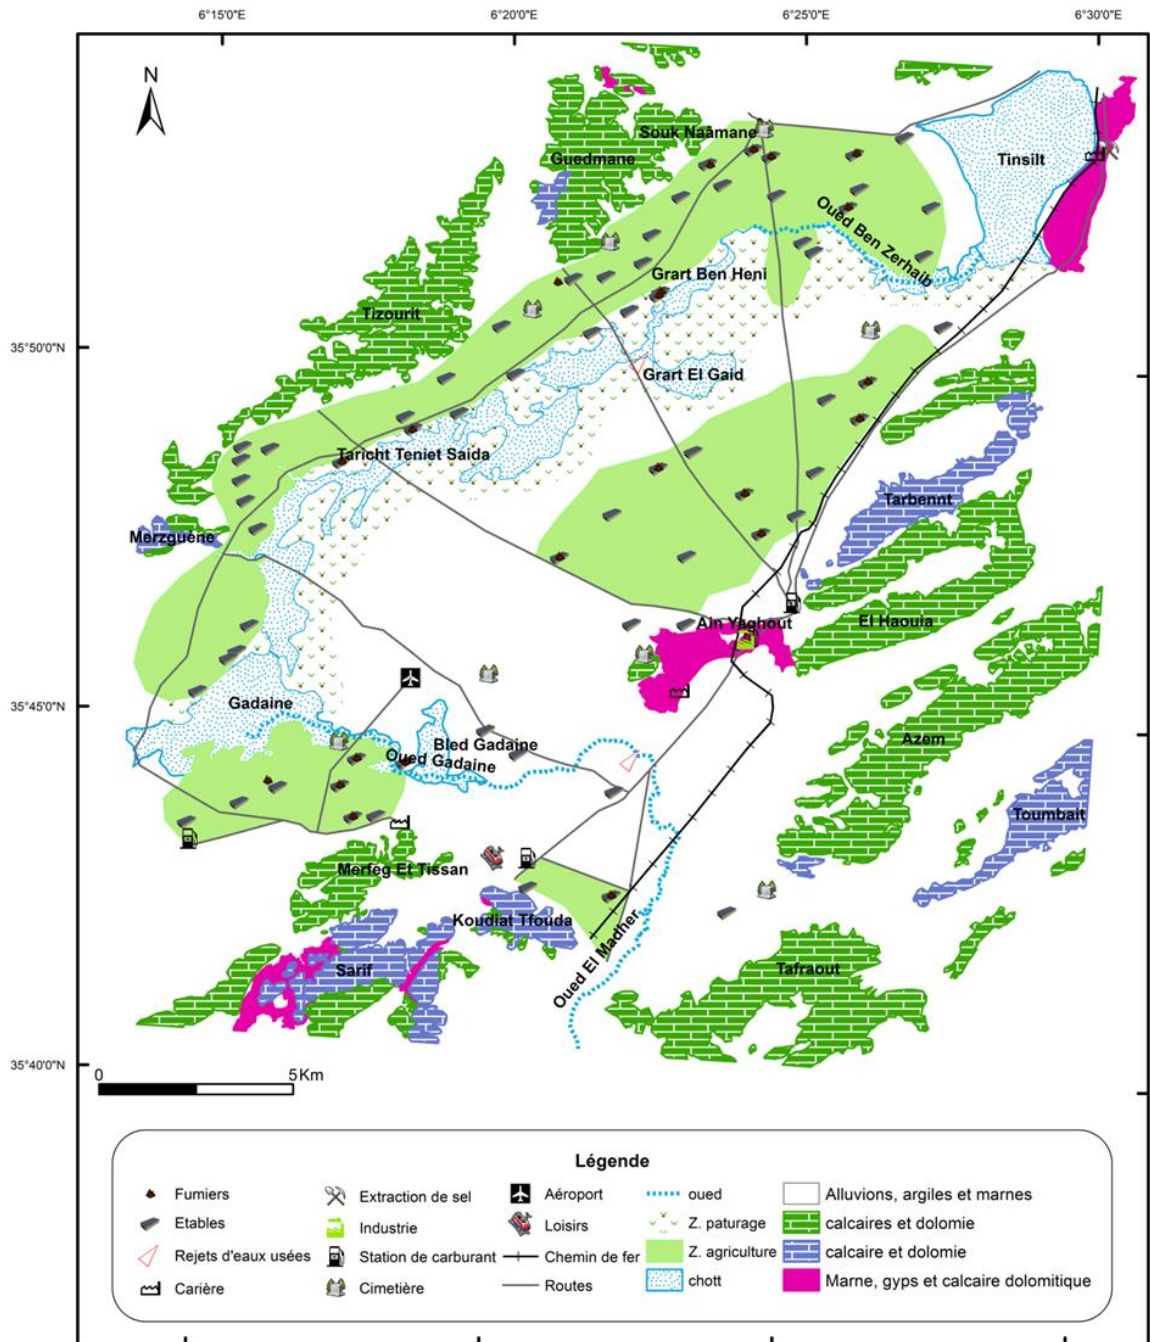 6°15'0"E
6°20'0"E
6°25'0"E
6°30'0"E
N
Souk Naâmane
Guedmane
Tinsilt
Oued Ben Zerhaib
Grart Ben Heni
Tizourit
35°50'0"N
Grart El Gaid
Taricht Teniet Saida
Tarbennt
Merzguène
Ain Yaghout
El Haouia
Gadaine
35°45'0"N
Bled Gadaine
Oued Gadaine
Azem
Toumbait
Merfeg Et Tissan
Koudiat Tfouda
Oued El Madher
Sarif
Tafraout
35°40'0"N
0 5Km
Légende
Fumiers
Extraction de sel
Aéroport
oued
Alluvions, argiles et marnes
Etables
Industrie
Loisirs
Z. paturage
calcaires et dolomie
Rejets d'eaux usées
Station de carburant
Chemin de fer
Z. agriculture
calcaire et dolomie
Carière
Cimetière
Routes
chott
Marne, gyps et calcaire dolomitique